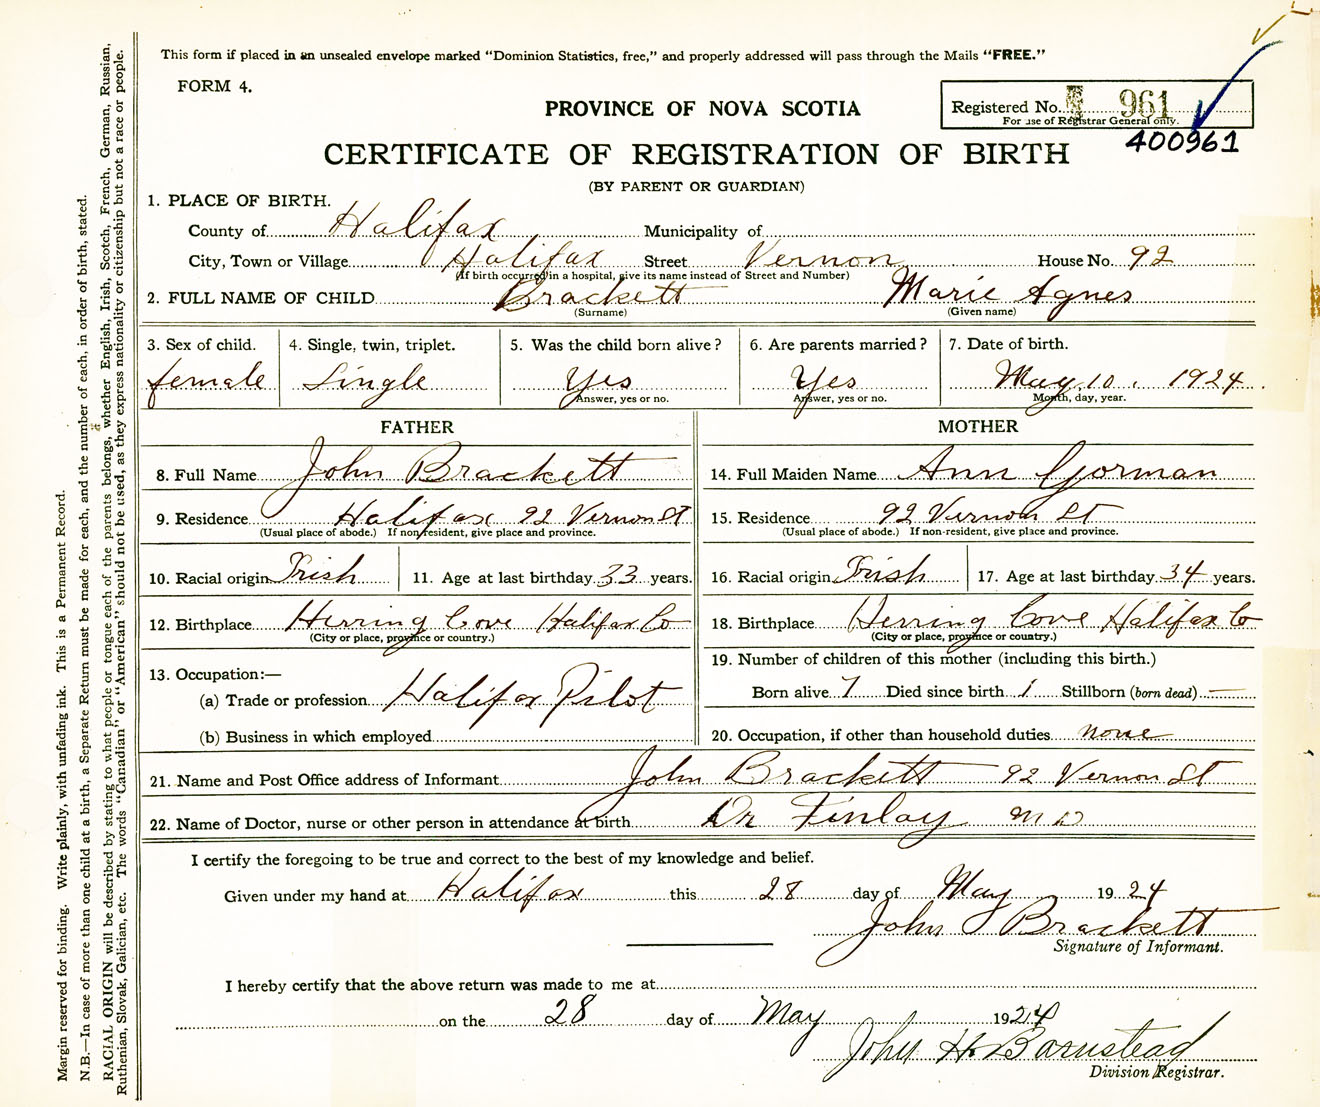 This form if placed in an unsealed envelope marked "Dominion Statistics, free," and properly addressed will pass through the Mails "FREE."
FORM 4.
PROVINCE OF NOVA SCOTIA
Registered No. 961
For use of Registrar General only.
400961
CERTIFICATE OF REGISTRATION OF BIRTH
(BY PARENT OR GUARDIAN)
1. PLACE OF BIRTH.
County of Halifax Municipality of
City, Town or Village Halifax Street Vernon House No. 92
(If birth occurred in a hospital, give its name instead of Street and Number)
2. FULL NAME OF CHILD Brackett Marie Agnes
(Surname) (Given name)
3. Sex of child. 4. Single, twin, triplet. 5. Was the child born alive? 6. Are parents married? 7. Date of birth.
female Single Yes Yes May 10. 1924.
Answer, yes or no. Answer, yes or no. Month, day, year.
FATHER MOTHER
8. Full Name John Brackett 14. Full Maiden Name Ann Gorman
9. Residence Halifax 92 Vernon St 15. Residence 92 Vernon St
(Usual place of abode.) If non-resident, give place and province. (Usual place of abode.) If non-resident, give place and province.
10. Racial origin Irish 11. Age at last birthday 33 years. 16. Racial origin Irish 17. Age at last birthday 34 years.
12. Birthplace Herring Cove Halifax Co 18. Birthplace Herring Cove Halifax Co
(City or place, province or country.) (City or place, province or country.)
13. Occupation:— 19. Number of children of this mother (including this birth.)
(a) Trade or profession Halifax Pilot Born alive 7 Died since birth 1 Stillborn (born dead) —
(b) Business in which employed 20. Occupation, if other than household duties none
21. Name and Post Office address of Informant John Brackett 92 Vernon St
22. Name of Doctor, nurse or other person in attendance at birth Dr Finlay M D
I certify the foregoing to be true and correct to the best of my knowledge and belief.
Given under my hand at Halifax this 28 day of May 1924
John Brackett
Signature of Informant.
I hereby certify that the above return was made to me at
on the 28 day of May 1924
John H. Barnstead
Division Registrar.
Margin reserved for binding. Write plainly, with unfading ink. This is a Permanent Record.
N.B.—In case of more than one child at a birth, a Separate Return must be made for each, and the number of each, in order of birth, stated.
RACIAL ORIGIN will be described by stating to what people or tongue each of the parents belongs, whether English, Irish, Scotch, French, German, Russian,
Ruthenian, Slovak, Galician, etc. The words "Canadian" or "American" should not be used, as they express nationality or citizenship but not a race or people.